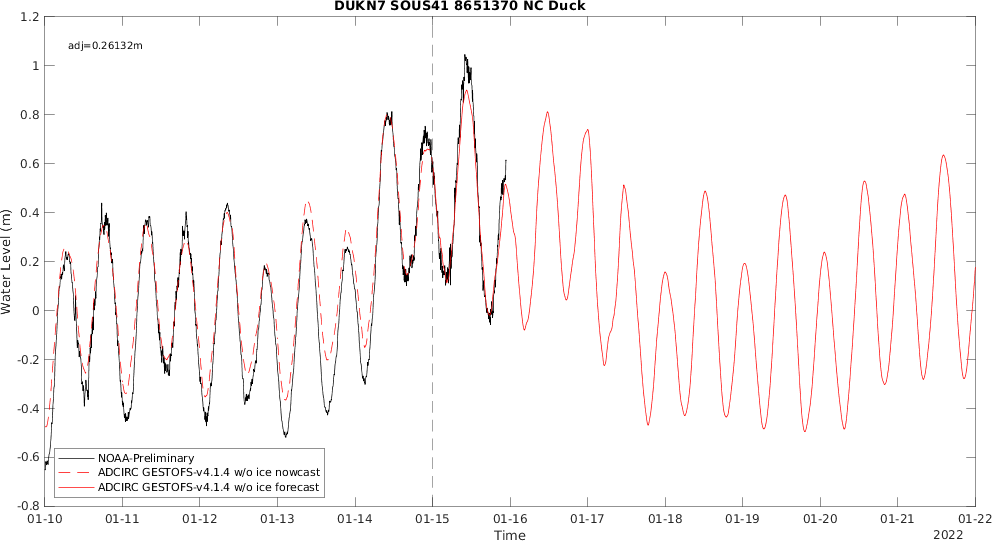 DUKN7 SOUS41 8651370 NC Duck
adj=0.26132m
1.2
1
0.8
0.6
0.4
0.2
0
-0.2
-0.4
-0.6
-0.8
Water Level (m)
NOAA-Preliminary
ADCIRC GESTOFS-v4.1.4 w/o ice nowcast
ADCIRC GESTOFS-v4.1.4 w/o ice forecast
01-10 01-11 01-12 01-13 01-14 01-15 01-16 01-17 01-18 01-19 01-20 01-21 01-22
Time
2022